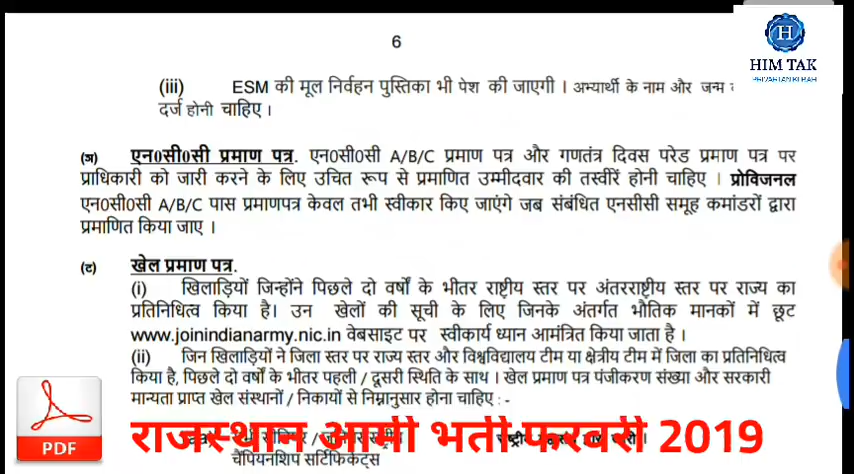 H
HIM TAK
6
(iii) ESM की मूल निर्वहन पुस्तिका भी पेश की जाएगी । अभ्यार्थी के नाम और जन्म
दर्ज होनी चाहिए ।
(ञ) एन0सी0सी प्रमाण पत्र. एन0सी0सी A/B/C प्रमाण पत्र और गणतंत्र दिवस परेड प्रमाण पत्र पर
प्राधिकारी को जारी करने के लिए उचित रूप से प्रमाणित उम्मीदवार की तस्वीरें होनी चाहिए । प्रोविजनल
एन0सी0सी A/B/C पास प्रमाणपत्र केवल तभी स्वीकार किए जाएंगे जब संबंधित एनसीसी समूह कमांडरों द्वारा
प्रमाणित किया जाए ।
(ट) खेल प्रमाण पत्र.
(i) खिलाड़ियों जिन्होंने पिछले दो वर्षों के भीतर राष्ट्रीय स्तर पर अंतरराष्ट्रीय स्तर पर राज्य का
प्रतिनिधित्व किया है। उन खेलों की सूची के लिए जिनके अंतर्गत भौतिक मानकों में छूट
www.joinindianarmy.nic.in वेबसाइट पर स्वीकार्य ध्यान आमंत्रित किया जाता है ।
(ii) जिन खिलाड़ियों ने जिला स्तर पर राज्य स्तर और विश्वविद्यालय टीम या क्षेत्रीय टीम में जिला का प्रतिनिधित्व
किया है, पिछले दो वर्षों के भीतर पहली / दूसरी स्थिति के साथ । खेल प्रमाण पत्र पंजीकरण संख्या और सरकारी
मान्यता प्राप्त खेल संस्थानों / निकायों से निम्नानुसार होना चाहिए : -
PDF
राजस्थान आर्मी भर्ती फरवरी 2019
चैंपियनशिप सर्टिफिकेट्स